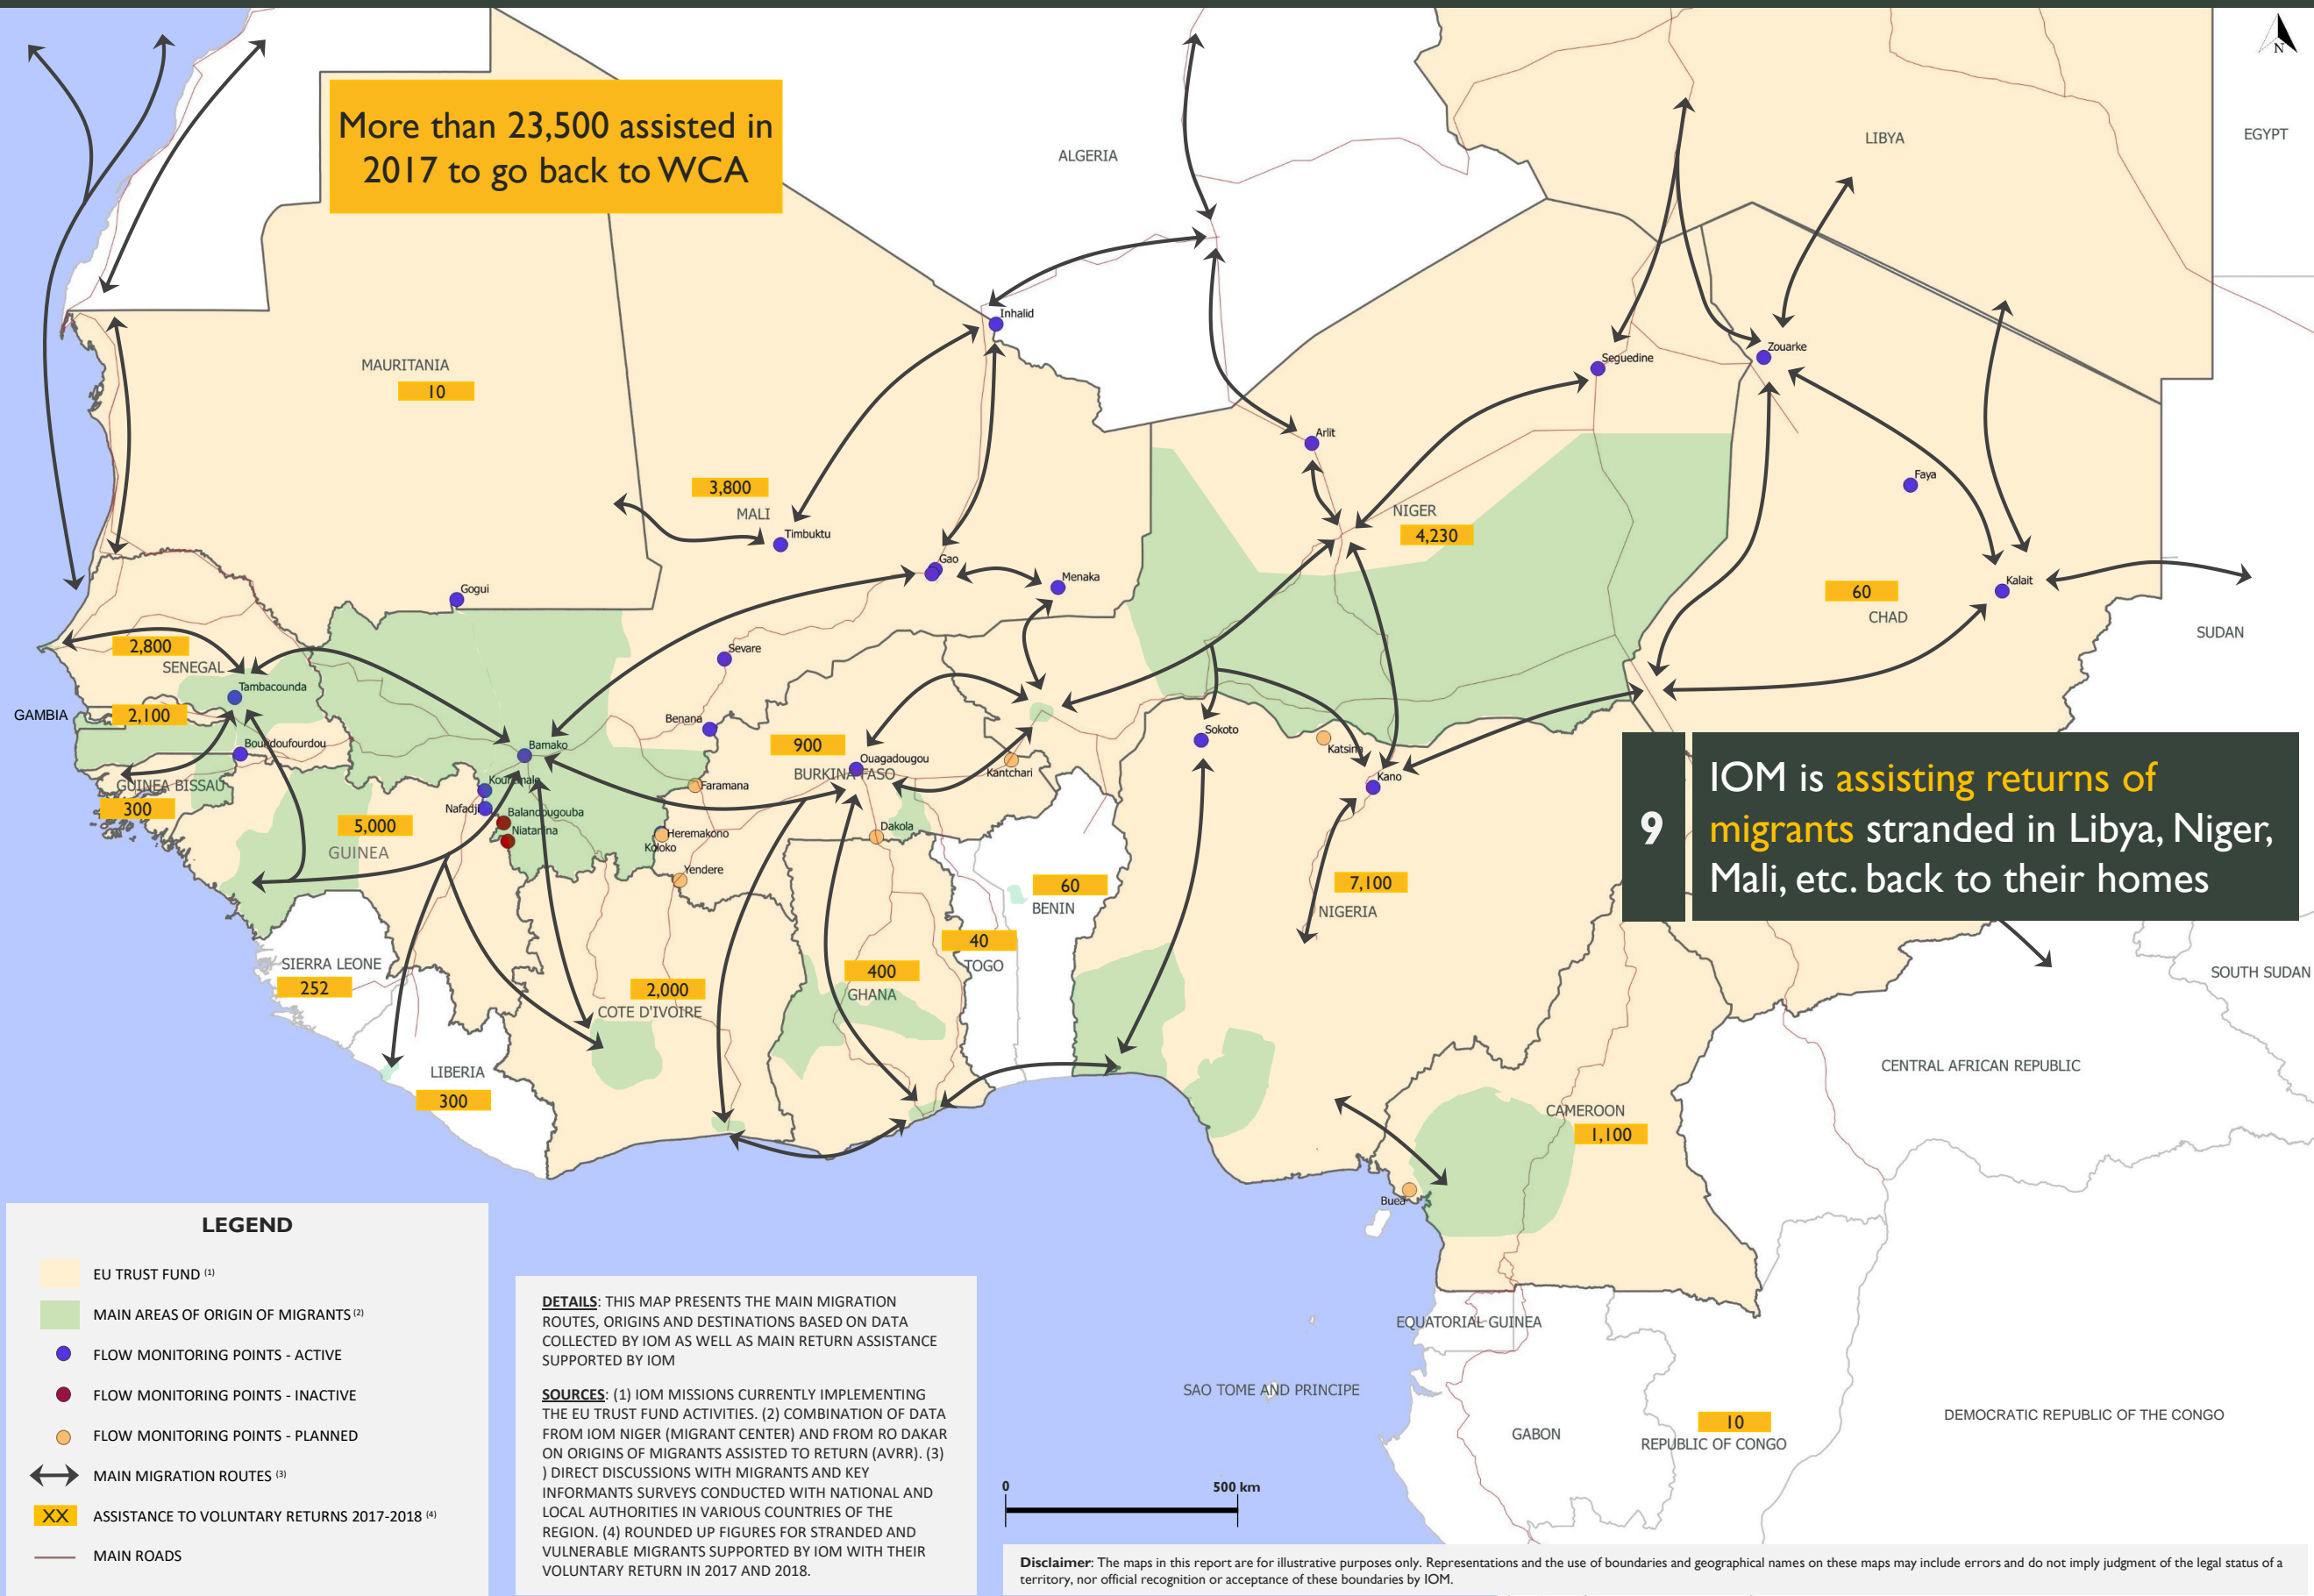 N
More than 23,500 assisted in
2017 to go back to WCA
ALGERIA
LIBYA
EGYPT
Inhalid
MAURITANIA
10
Seguedine
Zouarke
Arlit
Faya
3,800
MALI
Timbuktu
NIGER
4,230
Gao
Menaka
Gogui
Kalait
60
CHAD
SUDAN
2,800
SENEGAL
Sevare
Tambacounda
GAMBIA
2,100
Benana
Sokoto
Katsina
Boundoufourdou
Bamako
900
Ouagadougou
BURKINA FASO
Kantchari
Kano
GUINEA BISSAU
300
Kouremale
Faramana
Nafadji
Balandougouba
Niatanina
5,000
GUINEA
Heremakono
Koloko
Dakola
Yendere
60
BENIN
7,100
NIGERIA
9
IOM is assisting returns of
migrants stranded in Libya, Niger,
Mali, etc. back to their homes
SIERRA LEONE
252
40
TOGO
400
GHANA
2,000
COTE D'IVOIRE
SOUTH SUDAN
LIBERIA
300
CENTRAL AFRICAN REPUBLIC
CAMEROON
1,100
Buea
EQUATORIAL GUINEA
SAO TOME AND PRINCIPE
GABON
10
REPUBLIC OF CONGO
DEMOCRATIC REPUBLIC OF THE CONGO
LEGEND
EU TRUST FUND (1)
MAIN AREAS OF ORIGIN OF MIGRANTS (2)
FLOW MONITORING POINTS - ACTIVE
FLOW MONITORING POINTS - INACTIVE
FLOW MONITORING POINTS - PLANNED
MAIN MIGRATION ROUTES (3)
XX ASSISTANCE TO VOLUNTARY RETURNS 2017-2018 (4)
MAIN ROADS
DETAILS: THIS MAP PRESENTS THE MAIN MIGRATION
ROUTES, ORIGINS AND DESTINATIONS BASED ON DATA
COLLECTED BY IOM AS WELL AS MAIN RETURN ASSISTANCE
SUPPORTED BY IOM
SOURCES: (1) IOM MISSIONS CURRENTLY IMPLEMENTING
THE EU TRUST FUND ACTIVITIES. (2) COMBINATION OF DATA
FROM IOM NIGER (MIGRANT CENTER) AND FROM RO DAKAR
ON ORIGINS OF MIGRANTS ASSISTED TO RETURN (AVRR). (3)
) DIRECT DISCUSSIONS WITH MIGRANTS AND KEY
INFORMANTS SURVEYS CONDUCTED WITH NATIONAL AND
LOCAL AUTHORITIES IN VARIOUS COUNTRIES OF THE
REGION. (4) ROUNDED UP FIGURES FOR STRANDED AND
VULNERABLE MIGRANTS SUPPORTED BY IOM WITH THEIR
VOLUNTARY RETURN IN 2017 AND 2018.
0 500 km
Disclaimer: The maps in this report are for illustrative purposes only. Representations and the use of boundaries and geographical names on these maps may include errors and do not imply judgment of the legal status of a
territory, nor official recognition or acceptance of these boundaries by IOM.